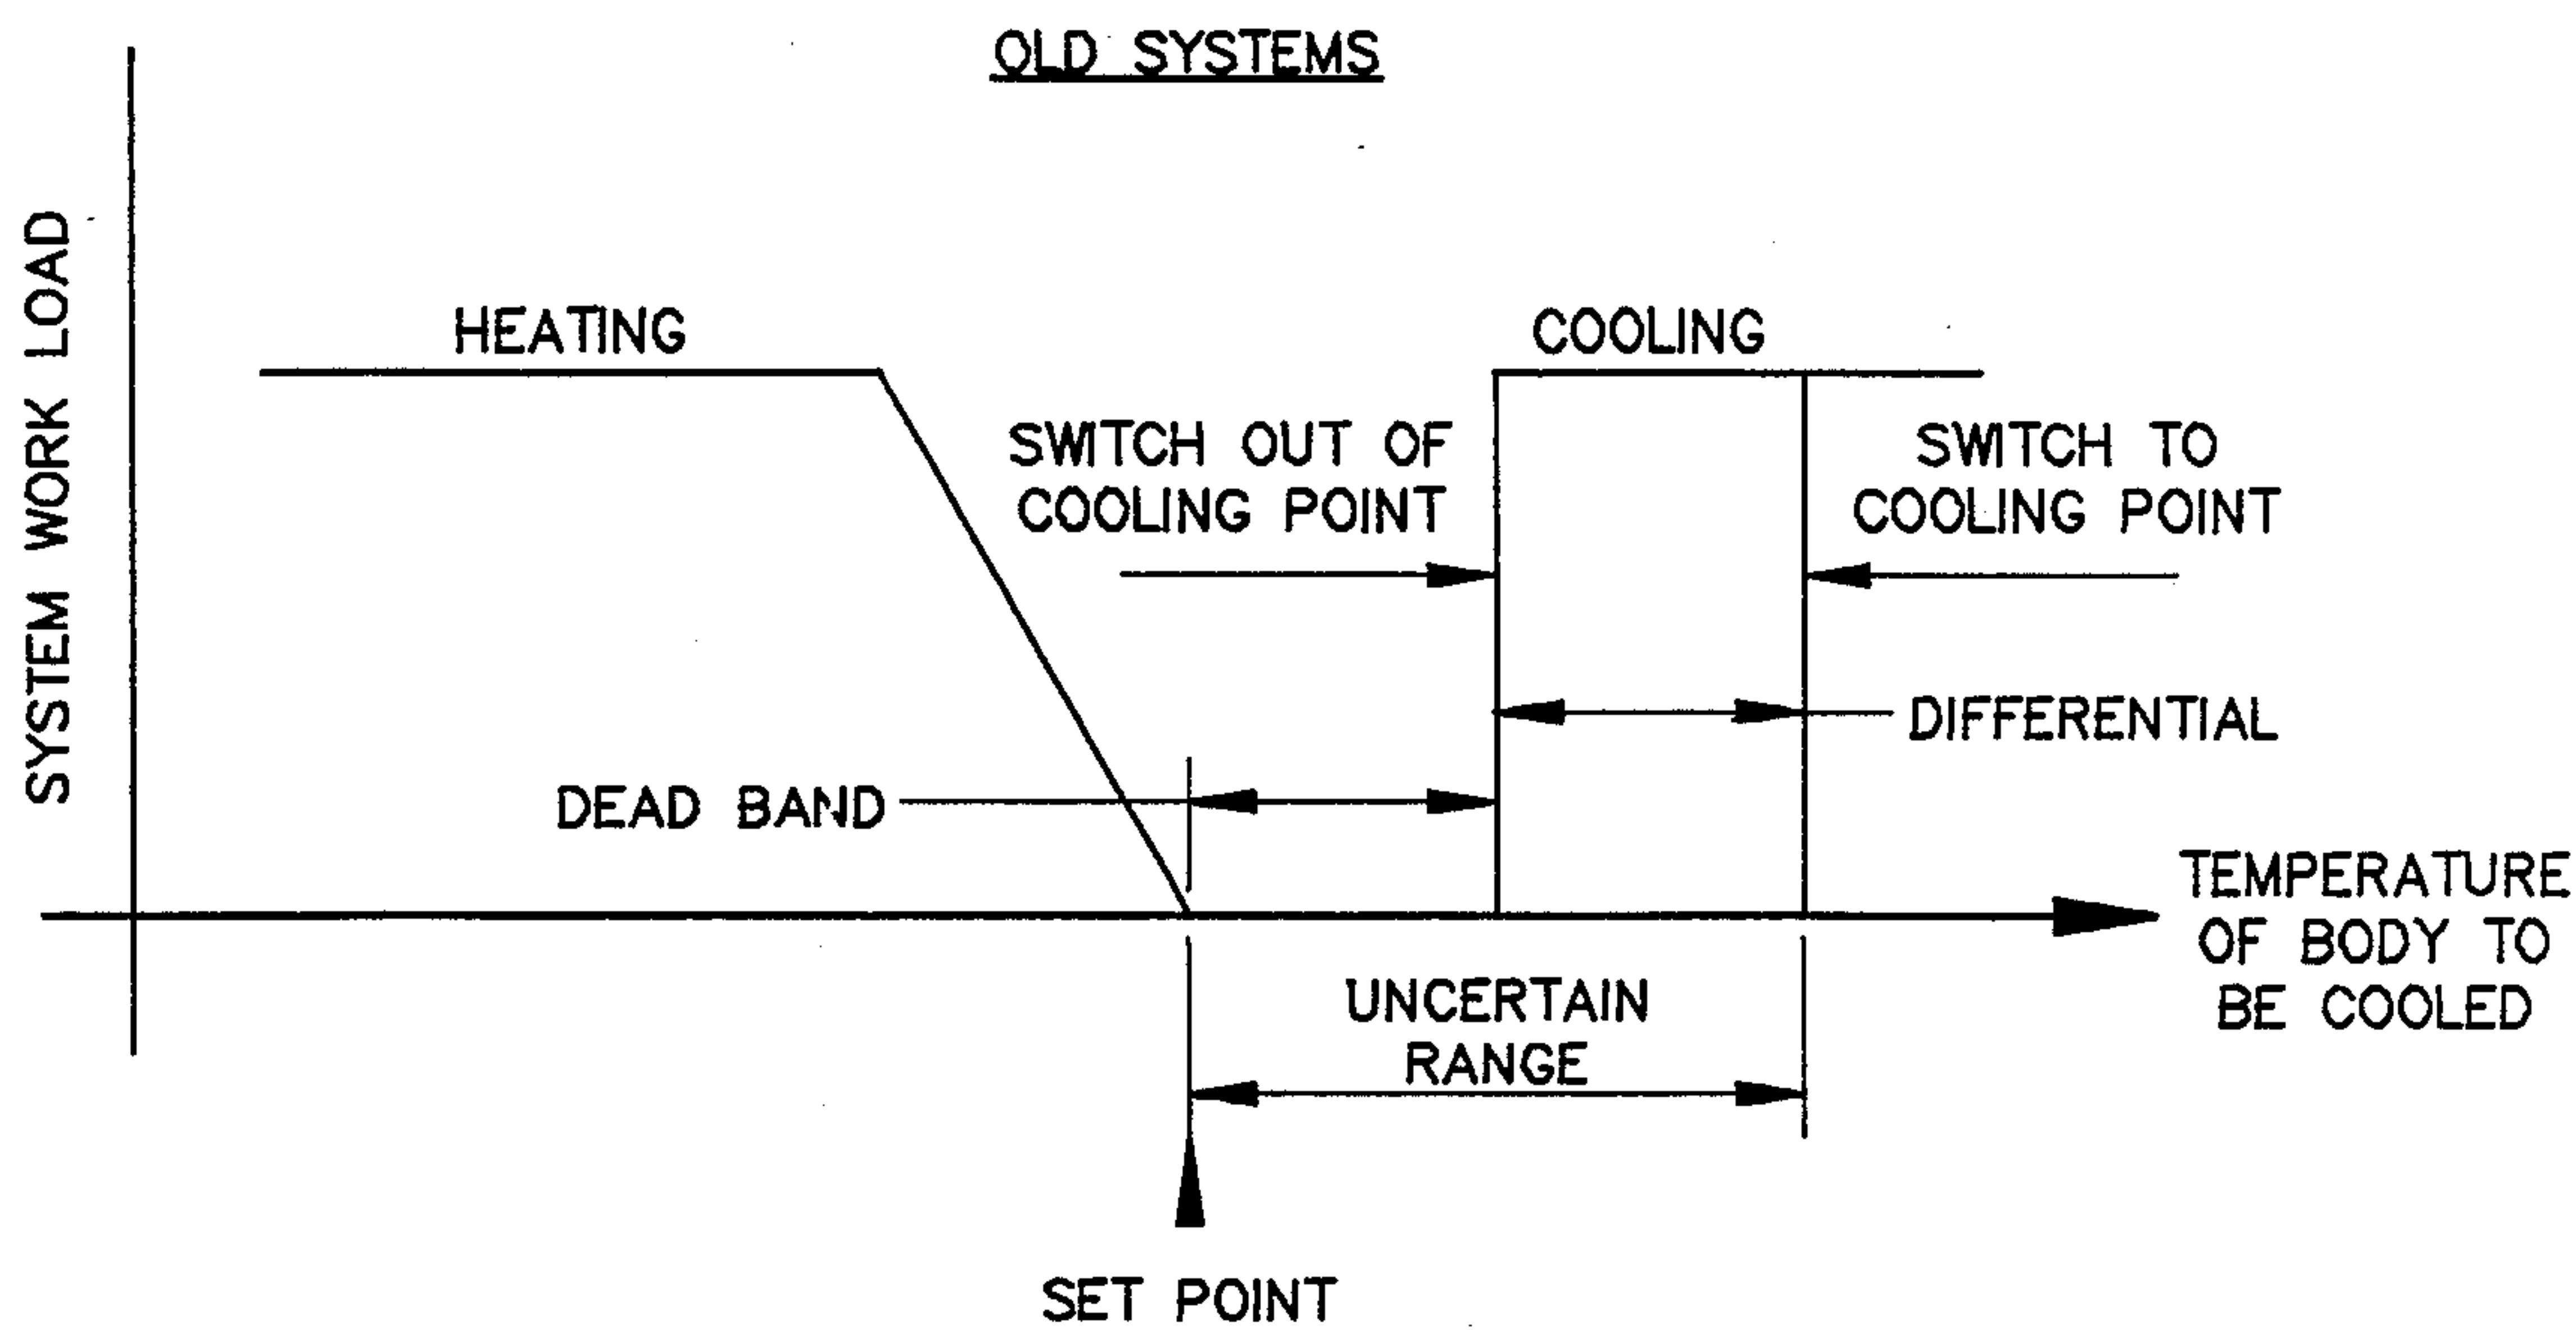 OLD SYSTEMS
SYSTEM WORK LOAD
HEATING
COOLING
SWITCH OUT OF
COOLING POINT
SWITCH TO
COOLING POINT
DIFFERENTIAL
DEAD BAND
TEMPERATURE
OF BODY TO
BE COOLED
UNCERTAIN
RANGE
SET POINT